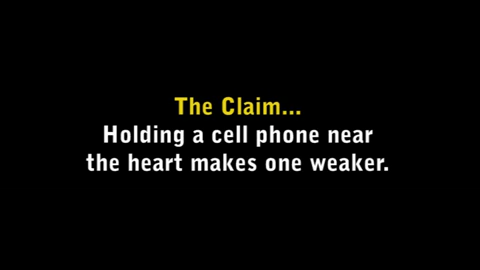 The Claim...
Holding a cell phone near
the heart makes one weaker.